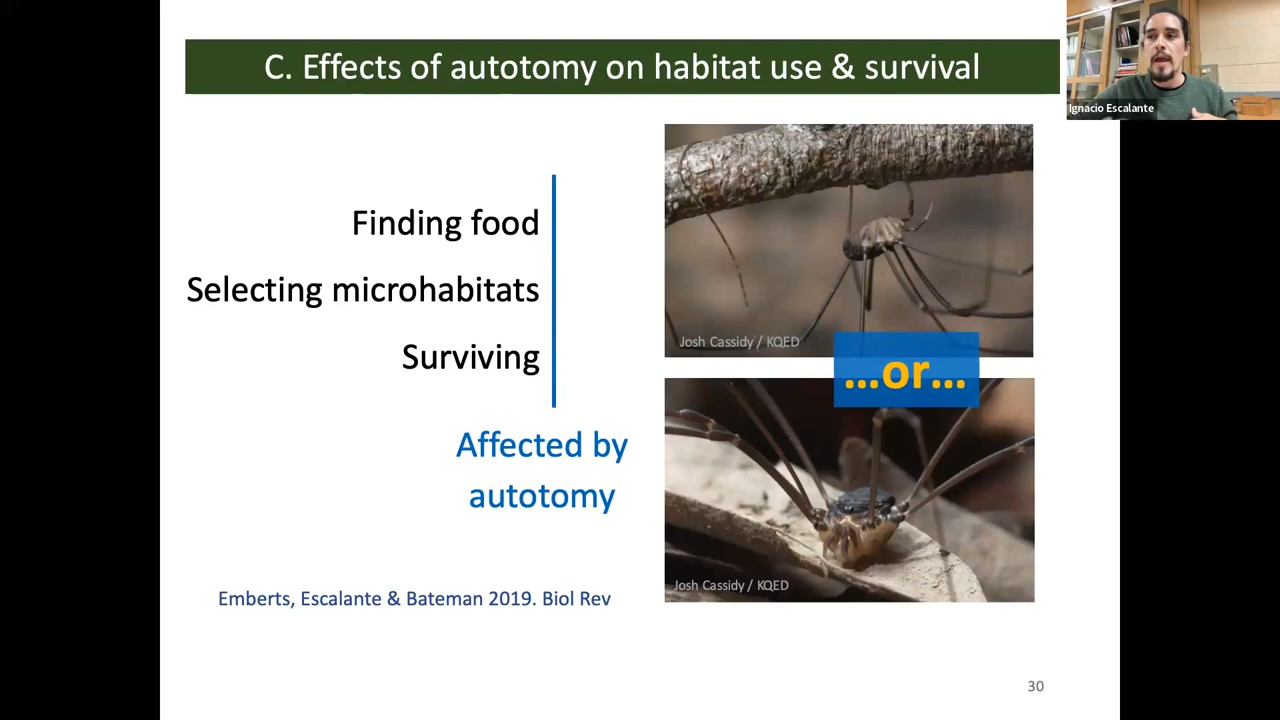 C. Effects of autotomy on habitat use & survival
Ignacio Escalante
Finding food
Selecting microhabitats
Surviving
Affected by
autotomy
Josh Cassidy / KQED
...or...
Josh Cassidy / KQED
Emberts, Escalante & Bateman 2019. Biol Rev
30